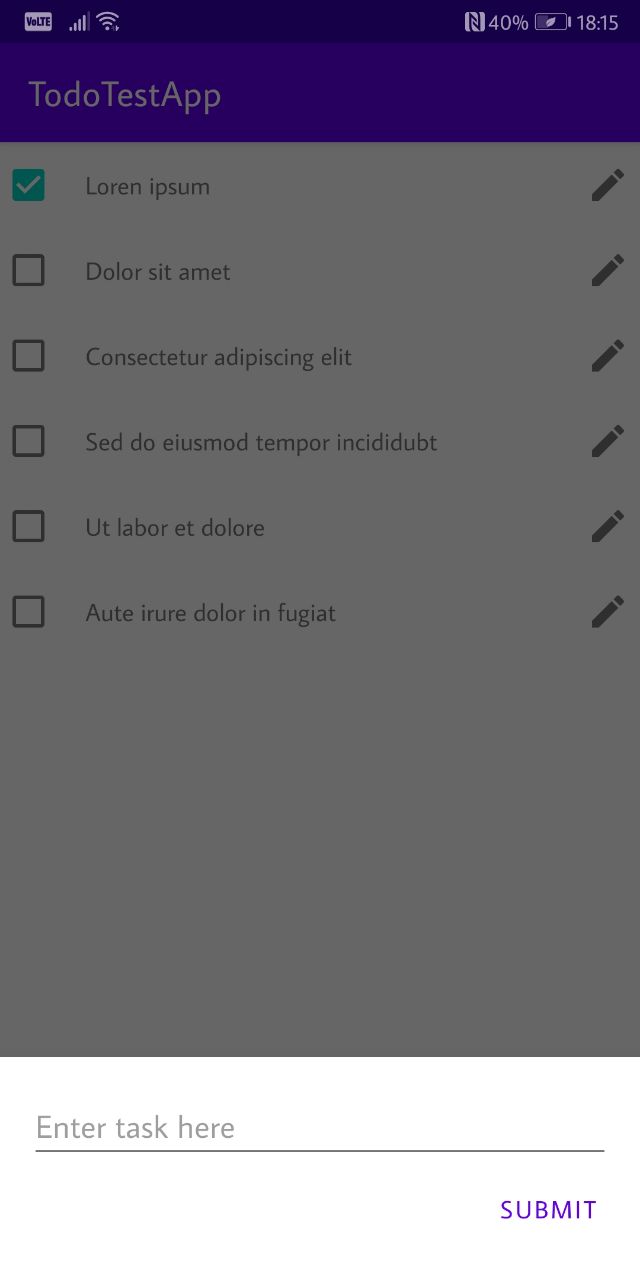 VoLTE 40% 18:15
TodoTestApp
Loren ipsum
Dolor sit amet
Consectetur adipiscing elit
Sed do eiusmod tempor incididubt
Ut labor et dolore
Aute irure dolor in fugiat
Enter task here
SUBMIT